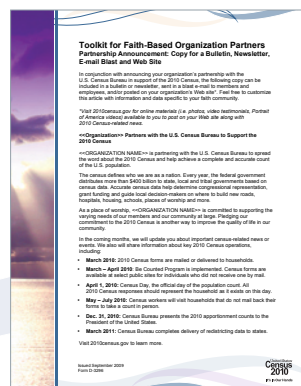 Toolkit for Faith-Based Organization Partners
Partnership Announcement: Copy for a Bulletin, Newsletter,
E-mail Blast and Web Site
In conjunction with announcing your organization's partnership with the
U.S. Census Bureau in support of the 2010 Census, the following copy can be
included in a bulletin or newsletter, sent in a blast e-mail to members and
employees, and/or posted on your organization's Web site*. Feel free to customize
this article with information and data specific to your faith community.
*Visit 2010census.gov for online materials (i.e. photos, video testimonials, Portrait
of America videos) available to you to post on your Web site along with
2010 Census-related news.
<<Organization>> Partners with the U.S. Census Bureau to Support the
2010 Census
<<ORGANIZATION NAME>> is partnering with the U.S. Census Bureau to spread
the word about the 2010 Census and help achieve a complete and accurate count
of the U.S. population.
The census defines who we are as a nation. Every year, the federal government
distributes more than $400 billion to state, local and tribal governments based on
census data. Accurate census data help determine congressional representation,
grant funding and guide local decision-makers on where to build new roads,
hospitals, housing, schools, places of worship and more.
As a place of worship, <<ORGANIZATION NAME>> is committed to supporting the
varying needs of our members and our community at large. Pledging our
commitment to the 2010 Census is another way to improve the quality of life in our
community.
In the coming months, we will update you about important census-related news or
events. We also will share information about key 2010 Census operations,
including:
• March 2010: 2010 Census forms are mailed or delivered to households.
• March – April 2010: Be Counted Program is implemented. Census forms are
available at select public sites for individuals who did not receive one by mail.
• April 1, 2010: Census Day, the official day of the population count. All
2010 Census responses should represent the household as it exists on this day.
• May – July 2010: Census workers will visit households that do not mail back their
forms to take a count in person.
• Dec. 31, 2010: Census Bureau presents the 2010 apportionment counts to the
President of the United States.
• March 2011: Census Bureau completes delivery of redistricting data to states.
Visit 2010census.gov to learn more.
Issued September 2009
Form D-3298
United States
Census
2010